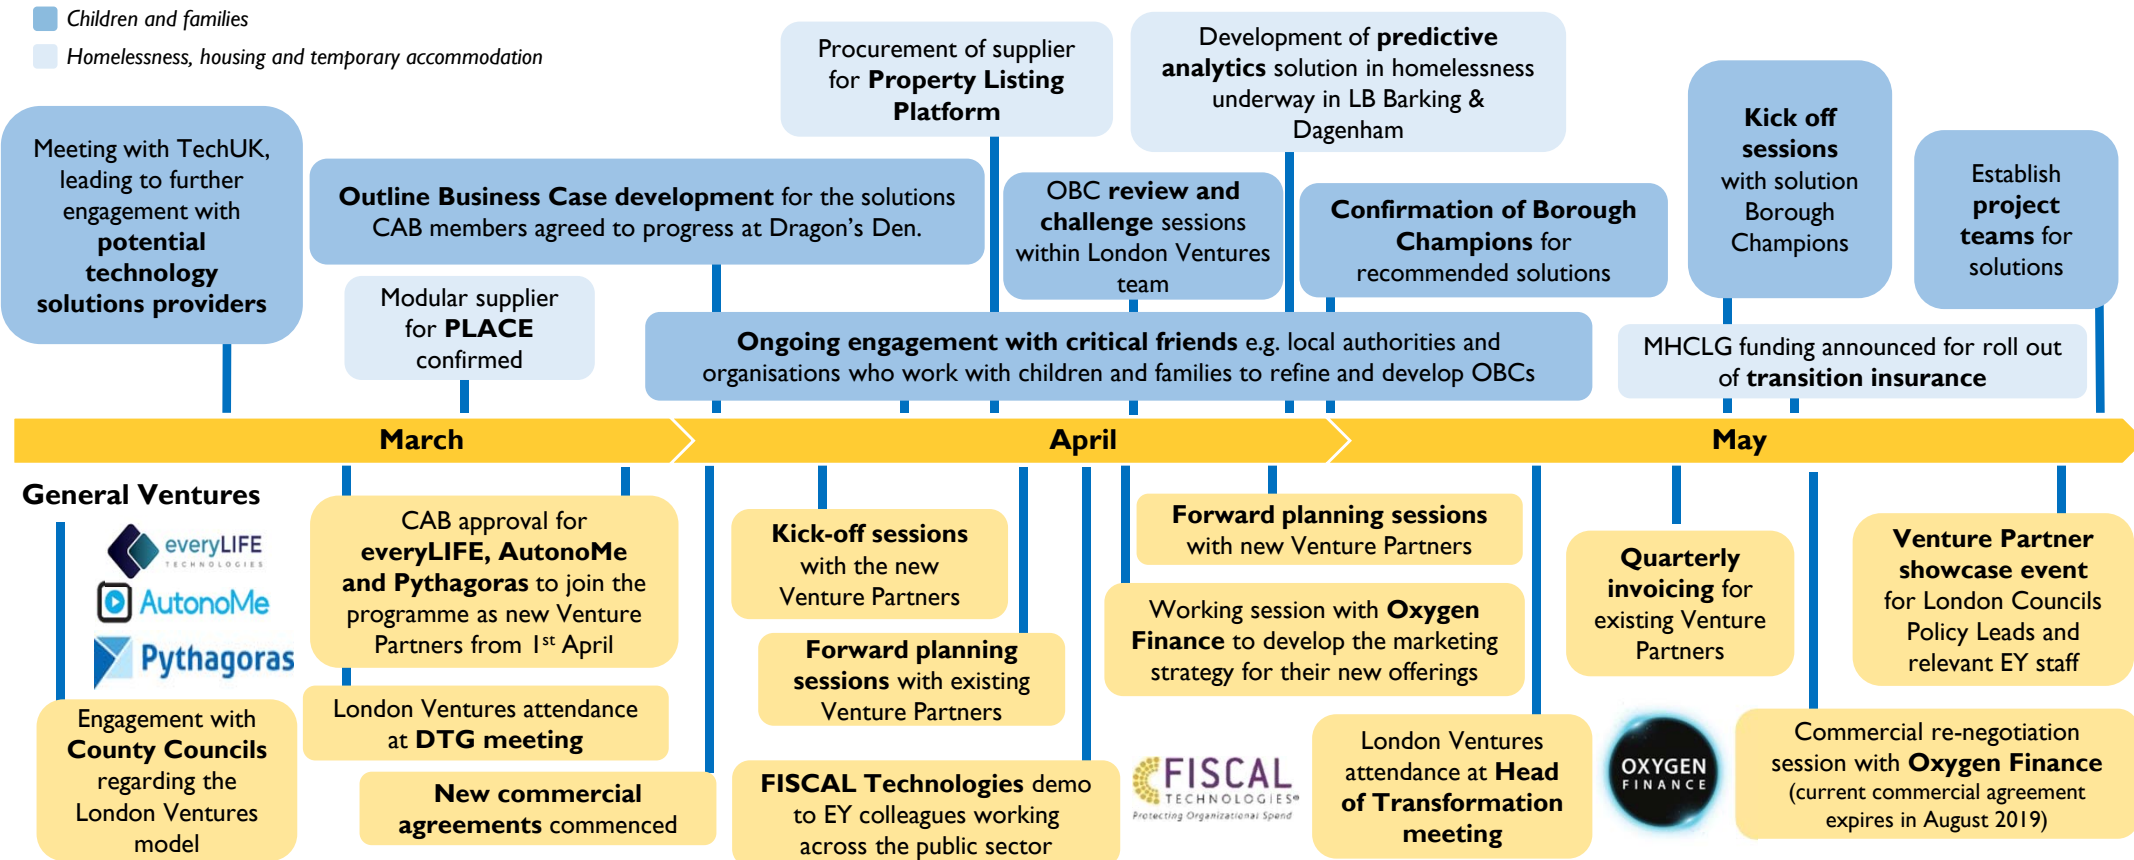 Children and families
Homelessness, housing and temporary accommodation
Meeting with TechUK,
leading to further
engagement with
potential
technology
solutions providers
Outline Business Case development for the solutions
CAB members agreed to progress at Dragon's Den.
Modular supplier
for PLACE
confirmed
Procurement of supplier
for Property Listing
Platform
Development of predictive
analytics solution in homelessness
underway in LB Barking &
Dagenham
OBC review and
challenge sessions
within London Ventures
team
Confirmation of Borough
Champions for
recommended solutions
Ongoing engagement with critical friends e.g. local authorities and
organisations who work with children and families to refine and develop OBCs
Kick off
sessions
with solution
Borough
Champions
Establish
project
teams for
solutions
MHCLG funding announced for roll out
of transition insurance
March
April
May
General Ventures
everyLIFE
TECHNOLOGIES
AutonoMe
Pythagoras
Engagement with
County Councils
regarding the
London Ventures
model
CAB approval for
everyLIFE, AutonoMe
and Pythagoras to join the
programme as new Venture
Partners from 1st April
London Ventures attendance
at DTG meeting
New commercial
agreements commenced
Kick-off sessions
with the new
Venture Partners
Forward planning
sessions with existing
Venture Partners
FISCAL Technologies demo
to EY colleagues working
across the public sector
Forward planning sessions
with new Venture Partners
Working session with Oxygen
Finance to develop the marketing
strategy for their new offerings
FISCAL
TECHNOLOGIES®
Protecting Organizational Spend
London Ventures
attendance at Head
of Transformation
meeting
Quarterly
invoicing for
existing Venture
Partners
OXYGEN
FINANCE
Venture Partner
showcase event
for London Councils
Policy Leads and
relevant EY staff
Commercial re-negotiation
session with Oxygen Finance
(current commercial agreement
expires in August 2019)